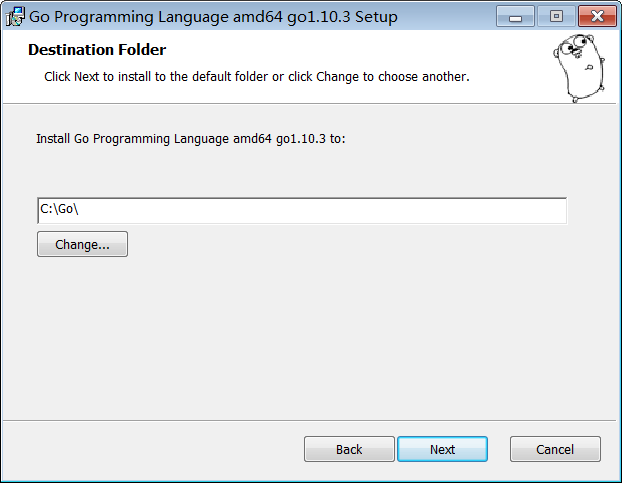 Go Programming Language amd64 go1.10.3 Setup
Destination Folder
Click Next to install to the default folder or click Change to choose another.
Install Go Programming Language amd64 go1.10.3 to:
C:\Go\
Change...
Back
Next
Cancel